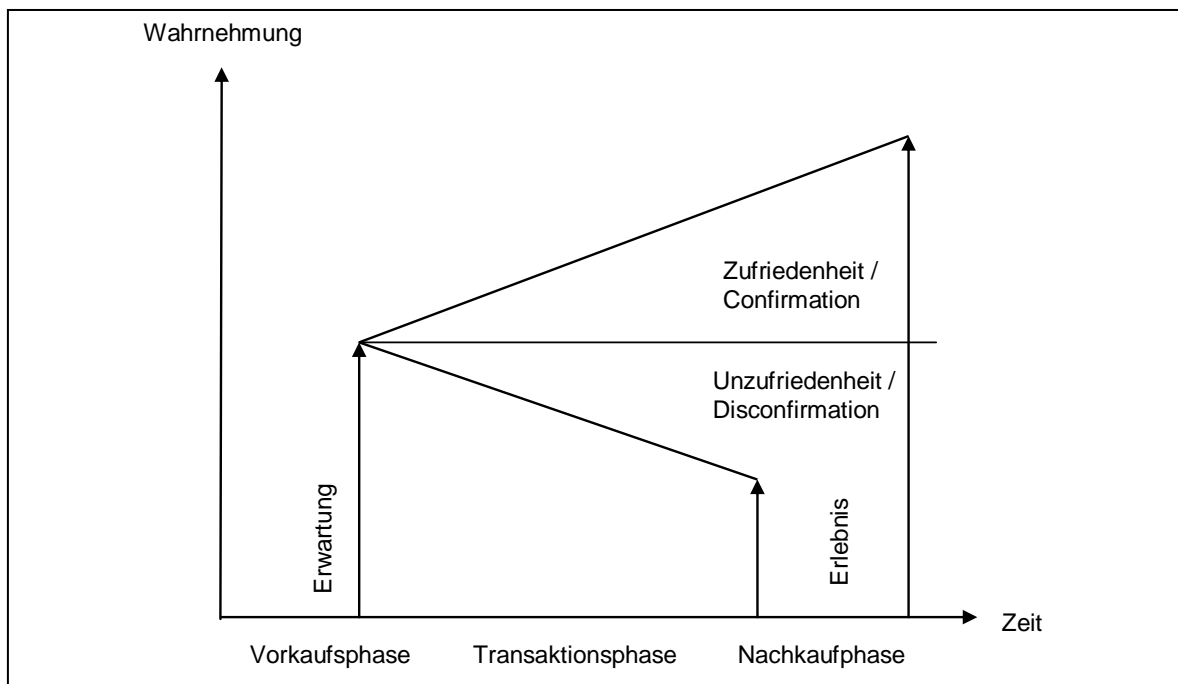 Wahrnehmung
Zufriedenheit /
Confirmation
Unzufriedenheit /
Disconfirmation
Erwartung
Erlebnis
Zeit
Vorkaufsphase
Transaktionsphase
Nachkaufphase